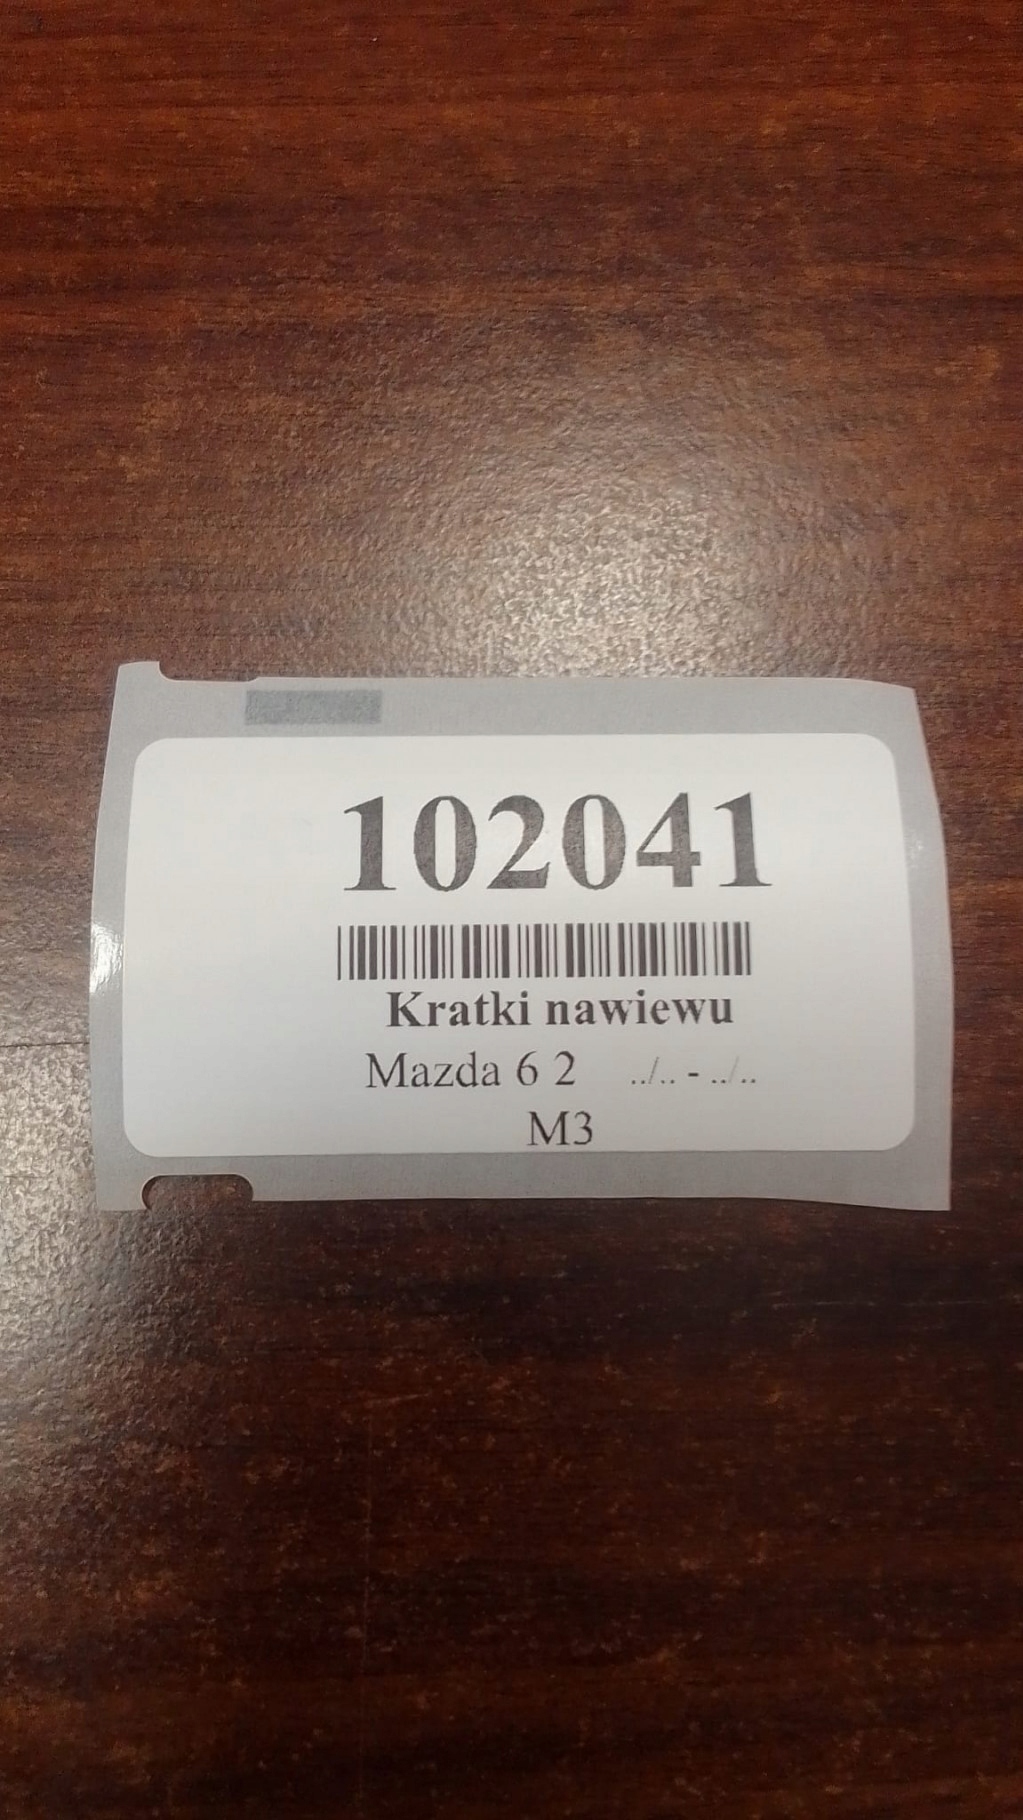 102041
Kratki nawiewu
Mazda 6 2 ../.. - ../..
M3